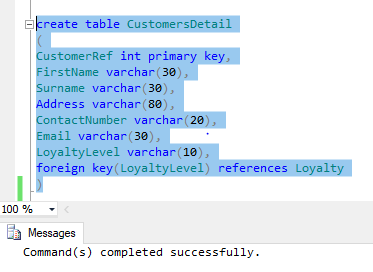 create table CustomersDetail
(
CustomerRef int primary key,
FirstName varchar(30),
Surname varchar(30),
Address varchar(80),
ContactNumber varchar(20),
Email varchar(30),
LoyaltyLevel varchar(10),
foreign key(LoyaltyLevel) references Loyalty
)
100 %
Messages
Command(s) completed successfully.